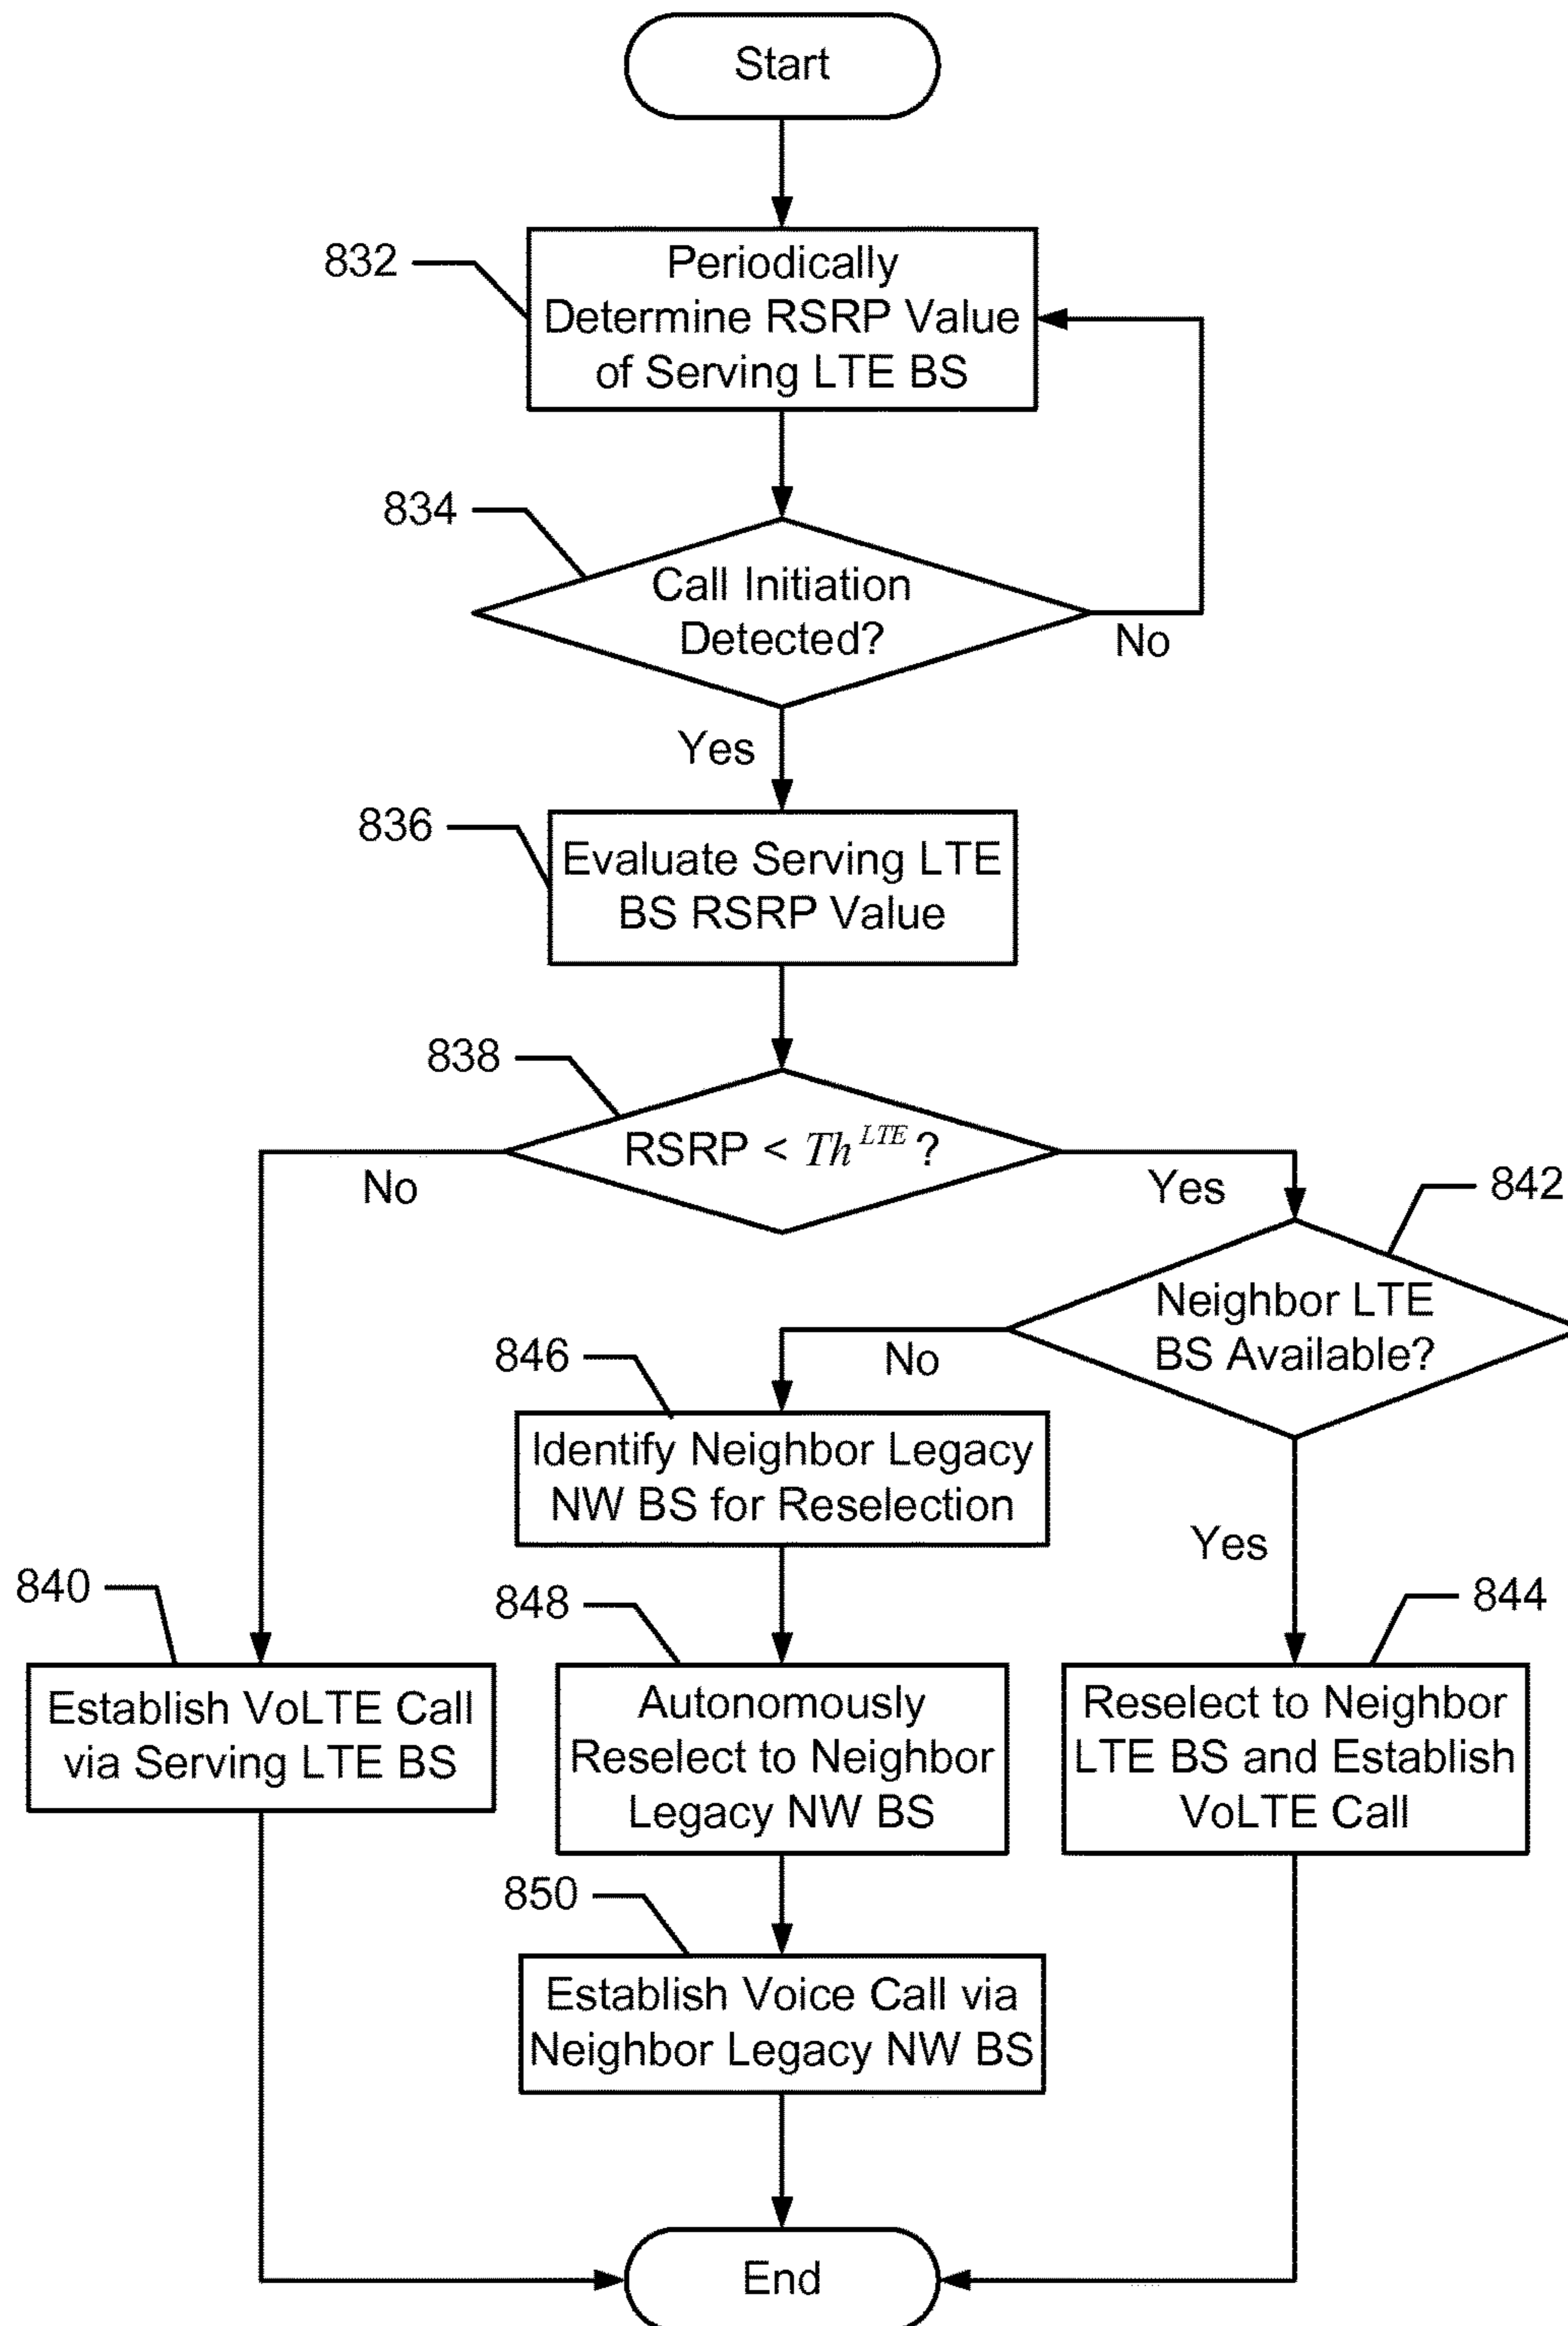 Start
832
Periodically
Determine RSRP Value
of Serving LTE BS
834
Call Initiation
Detected?
No
Yes
836
Evaluate Serving LTE
BS RSRP Value
838
RSRP < Th^LTE ?
No
Yes
842
Neighbor LTE
BS Available?
No
846
Identify Neighbor Legacy
NW BS for Reselection
Yes
840
Establish VoLTE Call
via Serving LTE BS
848
Autonomously
Reselect to Neighbor
Legacy NW BS
844
Reselect to Neighbor
LTE BS and Establish
VoLTE Call
850
Establish Voice Call via
Neighbor Legacy NW BS
End